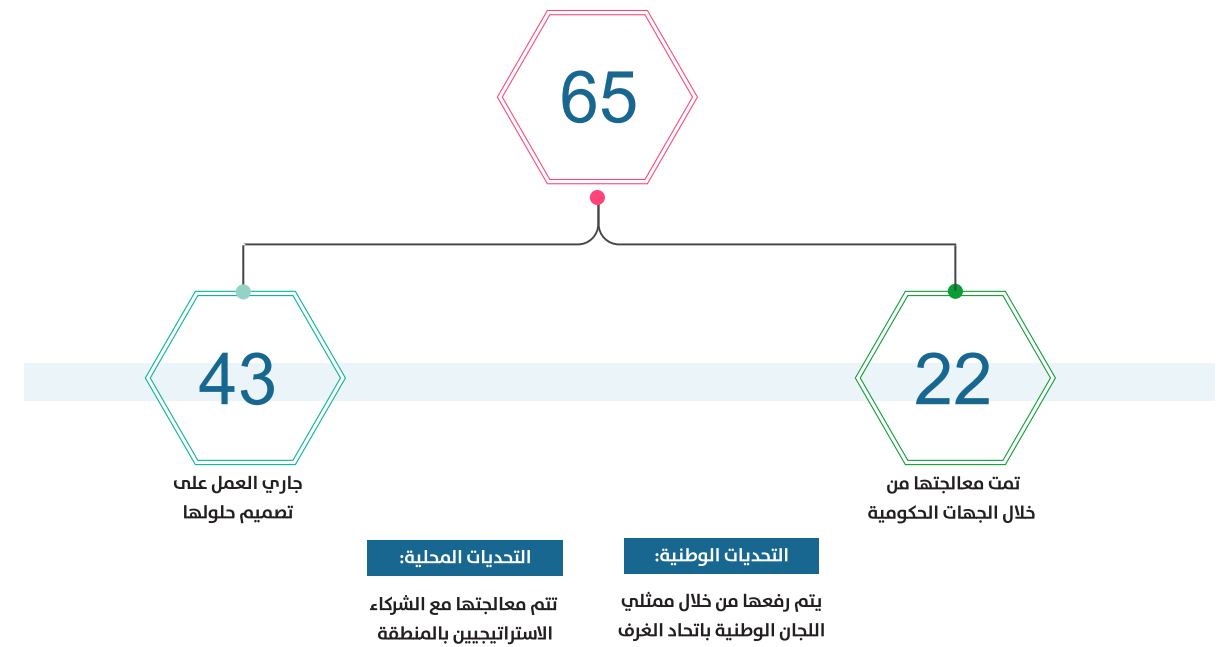 65
22
تمت معالجتها من
خلال الجهات الحكومية
43
جاري العمل على
تصميم حلولها
التحديات الوطنية:
يتم رفعها من خلال ممثلي
اللجان الوطنية باتحاد الغرف
التحديات المحلية:
تتم معالجتها مع الشركاء
الاستراتيجيين بالمنطقة